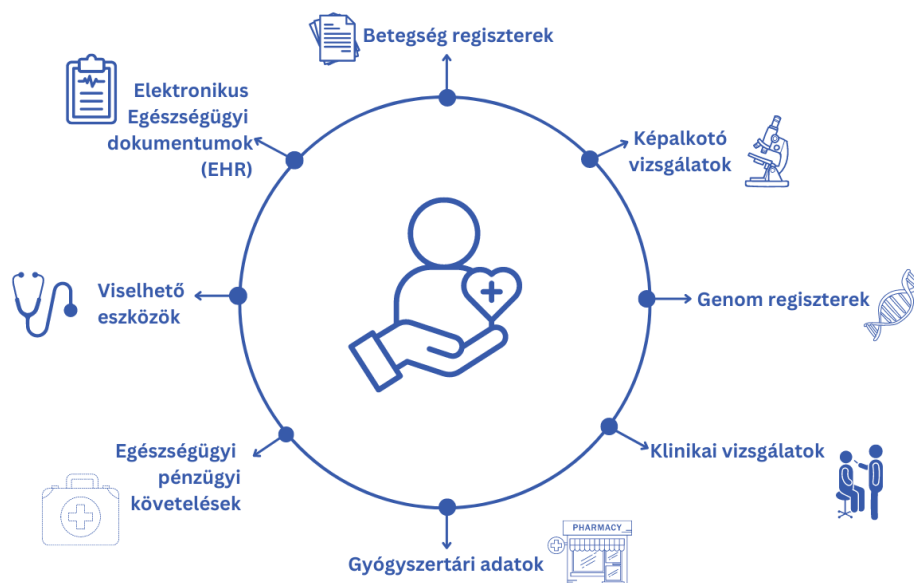 Betegség regiszterek
Elektronikus
Egészségügyi
dokumentumok
(EHR)
Képalkotó
vizsgálatok
Viselhető
eszközök
Genom regiszterek
Egészségügyi
pénzügyi
követelések
Klinikai vizsgálatok
PHARMACY
Gyógyszertári adatok